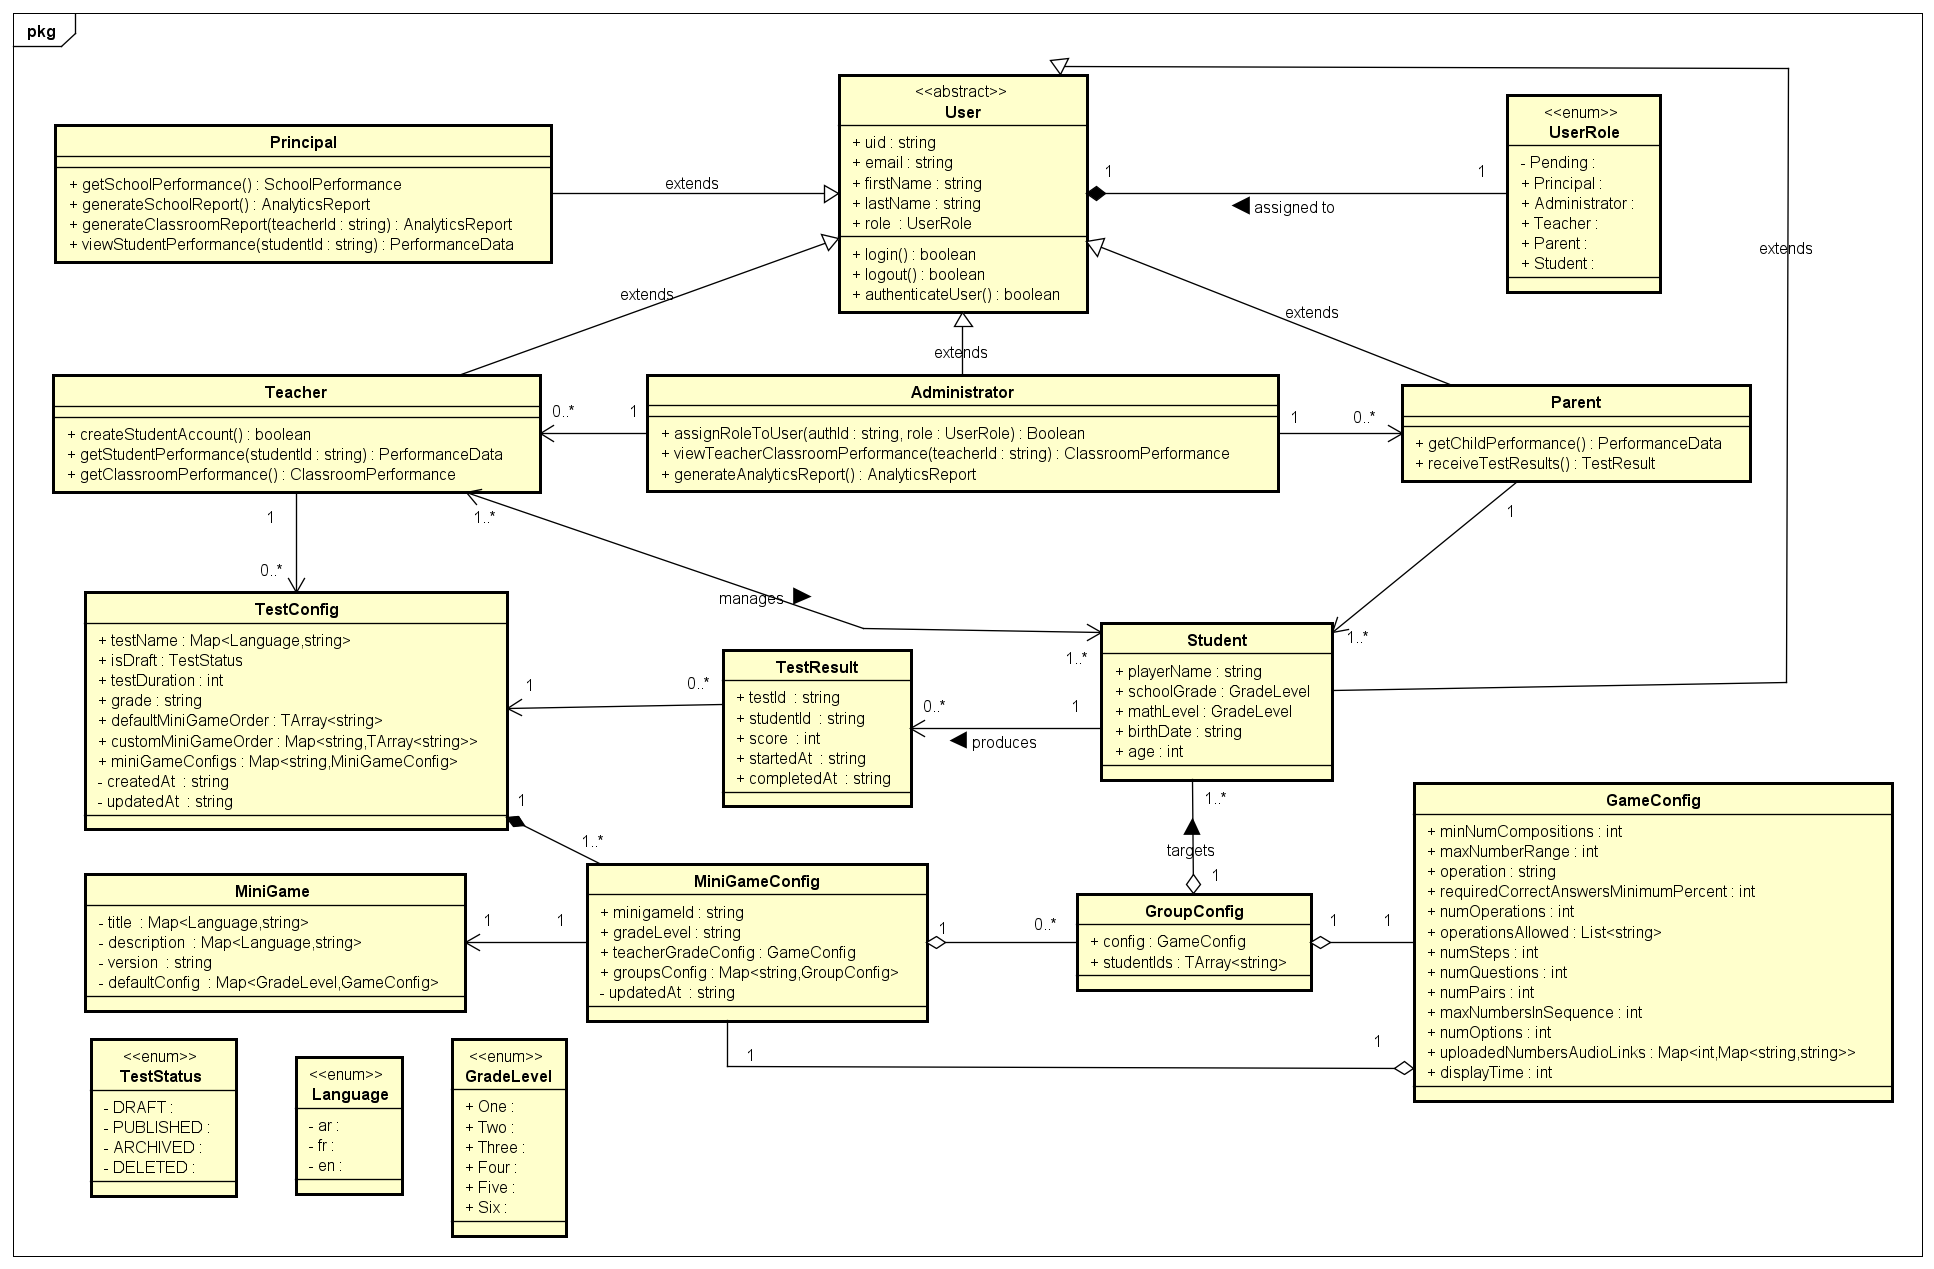 pkg
<<abstract>>
User
+ uid : string
+ email : string
+ firstName : string
+ lastName : string
+ role : UserRole
+ login() : boolean
+ logout() : boolean
+ authenticateUser() : boolean
<<enum>>
UserRole
- Pending :
+ Principal :
+ Administrator :
+ Teacher :
+ Parent :
+ Student :
1
1
assigned to
Principal
+ getSchoolPerformance() : SchoolPerformance
+ generateSchoolReport() : AnalyticsReport
+ generateClassroomReport(teacherId : string) : AnalyticsReport
+ viewStudentPerformance(studentId : string) : PerformanceData
extends
extends
extends
extends
extends
Teacher
+ createStudentAccount() : boolean
+ getStudentPerformance(studentId : string) : PerformanceData
+ getClassroomPerformance() : ClassroomPerformance
0..*
1
Administrator
+ assignRoleToUser(authId : string, role : UserRole) : Boolean
+ viewTeacherClassroomPerformance(teacherId : string) : ClassroomPerformance
+ generateAnalyticsReport() : AnalyticsReport
1
0..*
Parent
+ getChildPerformance() : PerformanceData
+ receiveTestResults() : TestResult
1
0..*
1..*
manages
1..*
1
1..*
TestConfig
+ testName : Map<Language,string>
+ isDraft : TestStatus
+ testDuration : int
+ grade : string
+ defaultMiniGameOrder : TArray<string>
+ customMiniGameOrder : Map<string,TArray<string>>
+ miniGameConfigs : Map<string,MiniGameConfig>
- createdAt : string
- updatedAt : string
1
0..*
TestResult
+ testId : string
+ studentId : string
+ score : int
+ startedAt : string
+ completedAt : string
0..*
1
produces
Student
+ playerName : string
+ schoolGrade : GradeLevel
+ mathLevel : GradeLevel
+ birthDate : string
+ age : int
1
1..*
1..*
targets
1
MiniGame
- title : Map<Language,string>
- description : Map<Language,string>
- version : string
- defaultConfig : Map<GradeLevel,GameConfig>
1
1
MiniGameConfig
+ minigameId : string
+ gradeLevel : string
+ teacherGradeConfig : GameConfig
+ groupsConfig : Map<string,GroupConfig>
- updatedAt : string
1
0..*
GroupConfig
+ config : GameConfig
+ studentIds : TArray<string>
1
1
GameConfig
+ minNumCompositions : int
+ maxNumberRange : int
+ operation : string
+ requiredCorrectAnswersMinimumPercent : int
+ numOperations : int
+ operationsAllowed : List<string>
+ numSteps : int
+ numQuestions : int
+ numPairs : int
+ maxNumbersInSequence : int
+ numOptions : int
+ uploadedNumbersAudioLinks : Map<int,Map<string,string>>
+ displayTime : int
1
1
<<enum>>
TestStatus
- DRAFT :
- PUBLISHED :
- ARCHIVED :
- DELETED :
<<enum>>
Language
- ar :
- fr :
- en :
<<enum>>
GradeLevel
+ One :
+ Two :
+ Three :
+ Four :
+ Five :
+ Six :